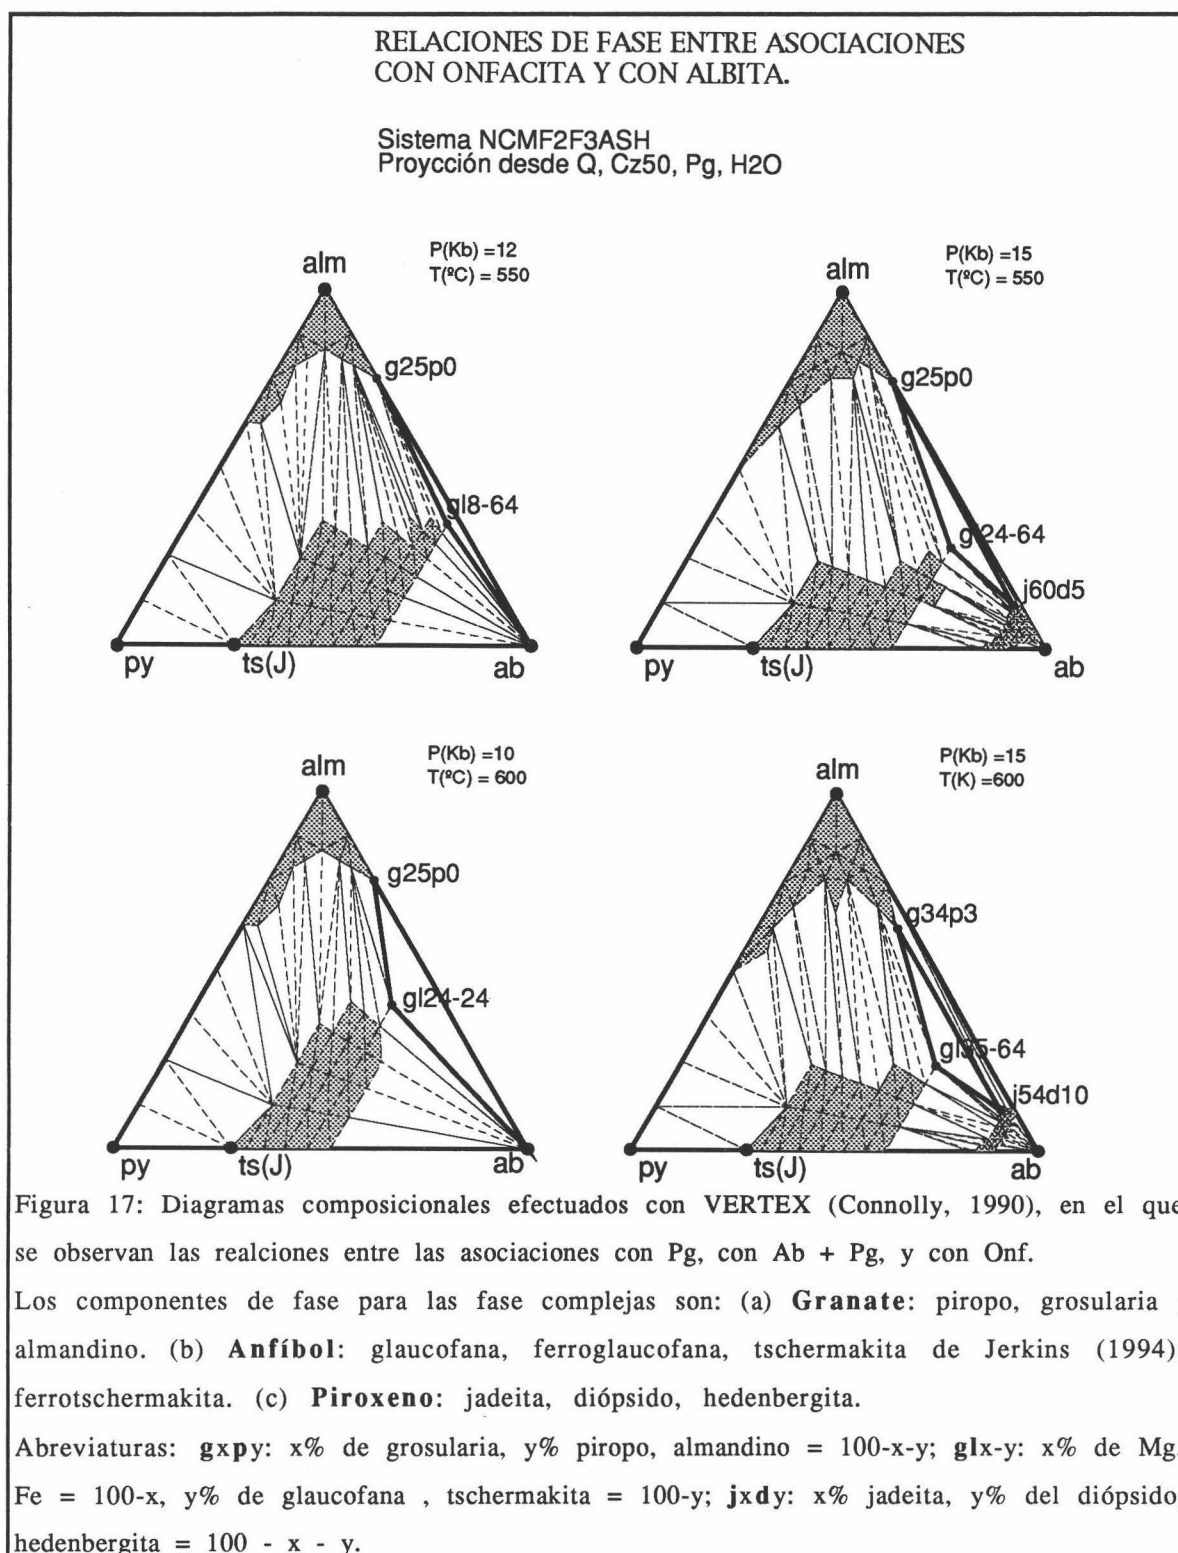 RELACIONES DE FASE ENTRE ASOCIACIONES
CON ONFACITA Y CON ALBITA.
Sistema NCMF2F3ASH
Proycción desde Q, Cz50, Pg, H2O
P(Kb) =12
T(ºC) = 550
alm
g25p0
gl8-64
py
ts(J)
ab
P(Kb) =15
T(ºC) = 550
alm
g25p0
gl24-64
j60d5
py
ts(J)
ab
P(Kb) =10
T(ºC) = 600
alm
g25p0
gl24-24
py
ts(J)
ab
P(Kb) =15
T(K) =600
alm
g34p3
gl35-64
j54d10
py
ts(J)
ab
Figura 17: Diagramas composicionales efectuados con VERTEX (Connolly, 1990), en el que
se observan las realciones entre las asociaciones con Pg, con Ab + Pg, y con Onf.
Los componentes de fase para las fase complejas son: (a) Granate: piropo, grosularia
almandino. (b) Anfíbol: glaucofana, ferroglaucofana, tschermakita de Jerkins (1994)
ferrotschermakita. (c) Piroxeno: jadeita, diópsido, hedenbergita.
Abreviaturas: gxpy: x% de grosularia, y% piropo, almandino = 100-x-y; glx-y: x% de Mg,
Fe = 100-x, y% de glaucofana , tschermakita = 100-y; jxdy: x% jadeita, y% del diópsido
hedenbergita = 100 - x - y.